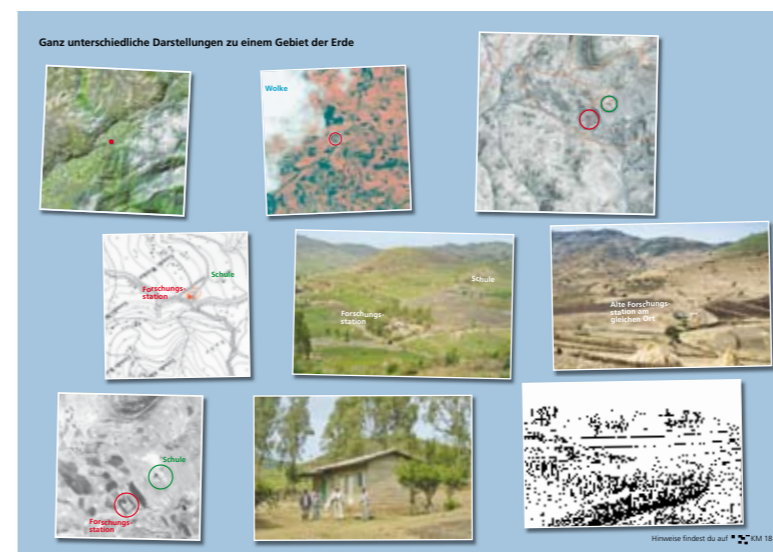 Ganz unterschiedliche Darstellungen zu einem Gebiet der Erde
Wolke
Schule
Forschungs-
station
Schule
Forschungs-
station
Alte Forschungs-
station am
gleichen Ort
Schule
Forschungs-
station
Hinweise findest du auf KM 18